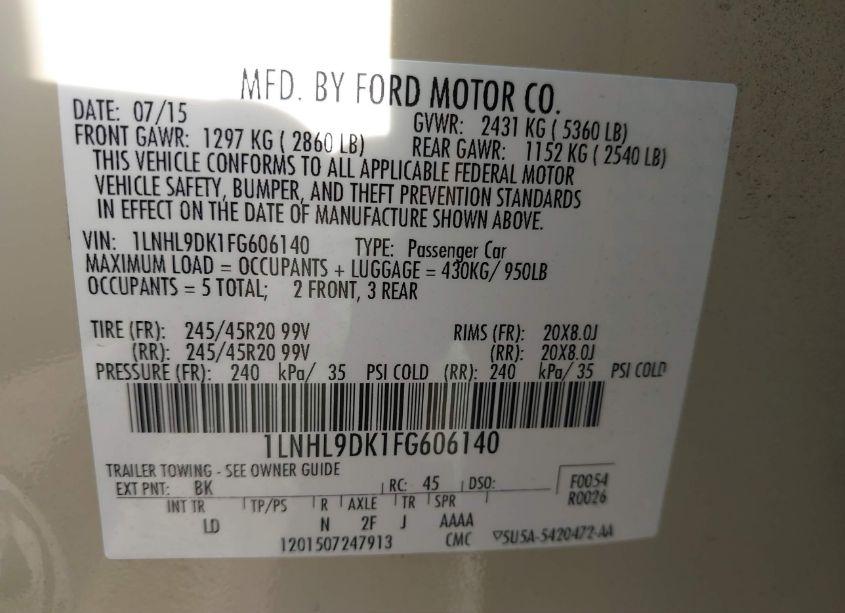 MFD. BY FORD MOTOR CO.
DATE: 07/15 GVWR: 2431 KG ( 5360 LB)
FRONT GAWR: 1297 KG ( 2860 LB) REAR GAWR: 1152 KG ( 2540 LB)
THIS VEHICLE CONFORMS TO ALL APPLICABLE FEDERAL MOTOR
VEHICLE SAFETY, BUMPER, AND THEFT PREVENTION STANDARDS
IN EFFECT ON THE DATE OF MANUFACTURE SHOWN ABOVE.
VIN: 1LNHL9DK1FG606140 TYPE: Passenger Car
MAXIMUM LOAD = OCCUPANTS + LUGGAGE = 430KG/ 950LB
OCCUPANTS = 5 TOTAL; 2 FRONT, 3 REAR
TIRE (FR): 245/45R20 99V RIMS (FR): 20X8.0J
(RR): 245/45R20 99V (RR): 20X8.0J
PRESSURE (FR): 240 kPa/ 35 PSI COLD (RR): 240 kPa/ 35 PSI COLD
1LNHL9DK1FG606140
TRAILER TOWING - SEE OWNER GUIDE
EXT PNT: BK RC: 45 DSO: F0054
INT TR TP/PS R AXLE TR SPR R0026
LD N 2F J AAAA
1201507247913 CMC ▽5U5A-5420472-AA